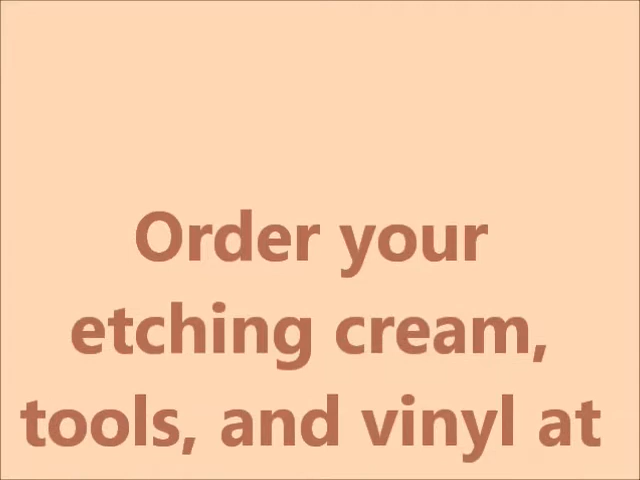 Order your
etching cream,
tools, and vinyl at